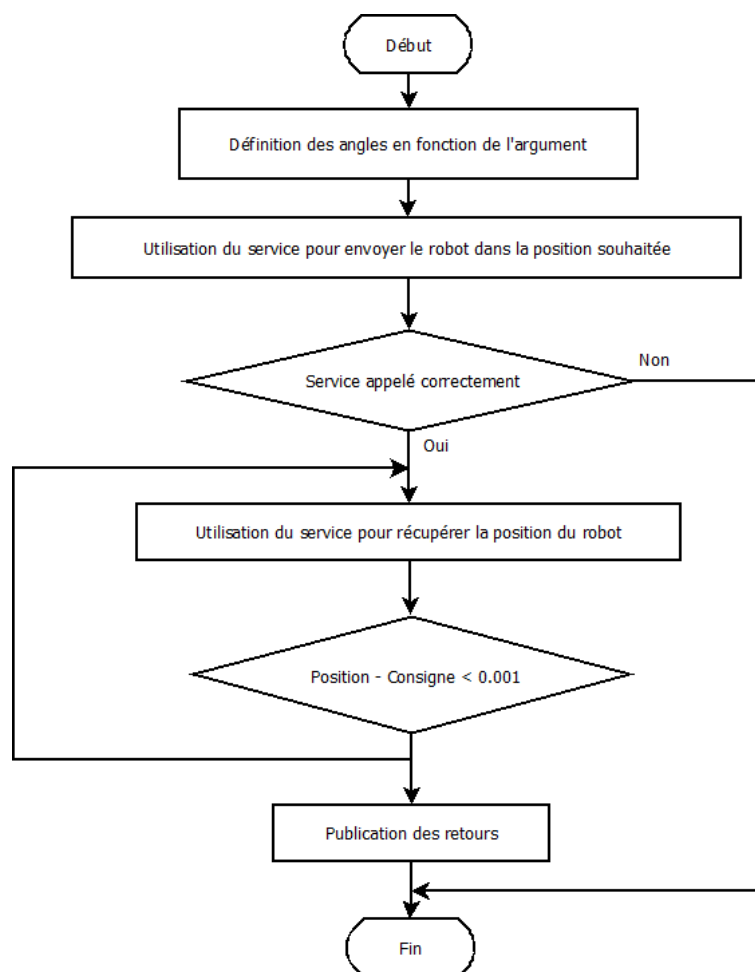 Début
Définition des angles en fonction de l'argument
Utilisation du service pour envoyer le robot dans la position souhaitée
Service appelé correctement
Non
Oui
Utilisation du service pour récupérer la position du robot
Position - Consigne < 0.001
Publication des retours
Fin